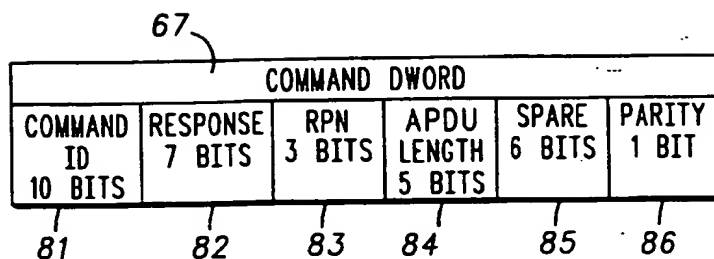 67
COMMAND DWORD
COMMAND ID 10 BITS
RESPONSE 7 BITS
RPN 3 BITS
APDU LENGTH 5 BITS
SPARE 6 BITS
PARITY 1 BIT
81 82 83 84 85 86